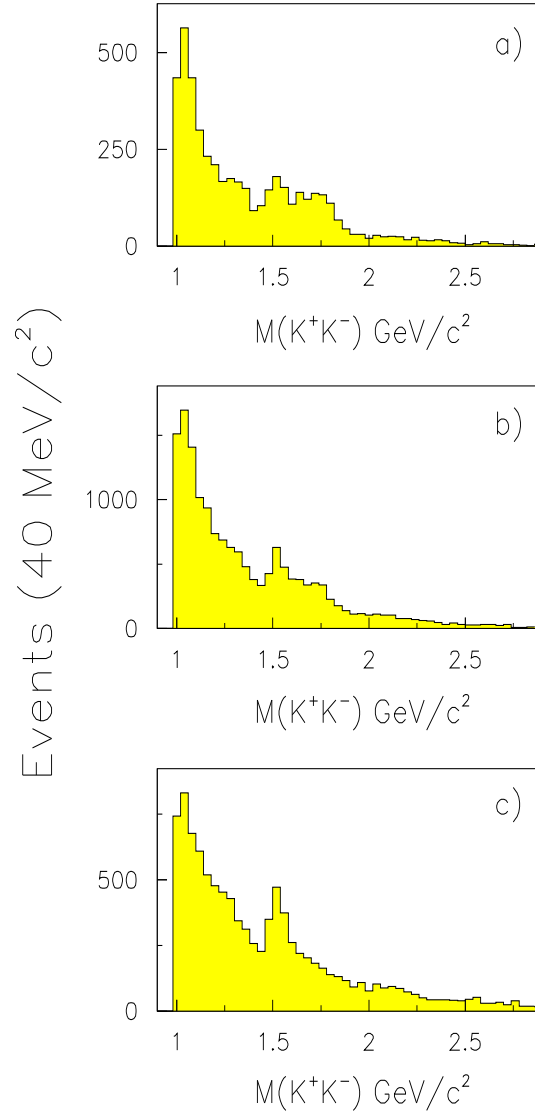 Events (40 MeV/c²)
a)
500
250
0
1 1.5 2 2.5
M(K⁺K⁻) GeV/c²
b)
1000
0
1 1.5 2 2.5
M(K⁺K⁻) GeV/c²
c)
500
0
1 1.5 2 2.5
M(K⁺K⁻) GeV/c²